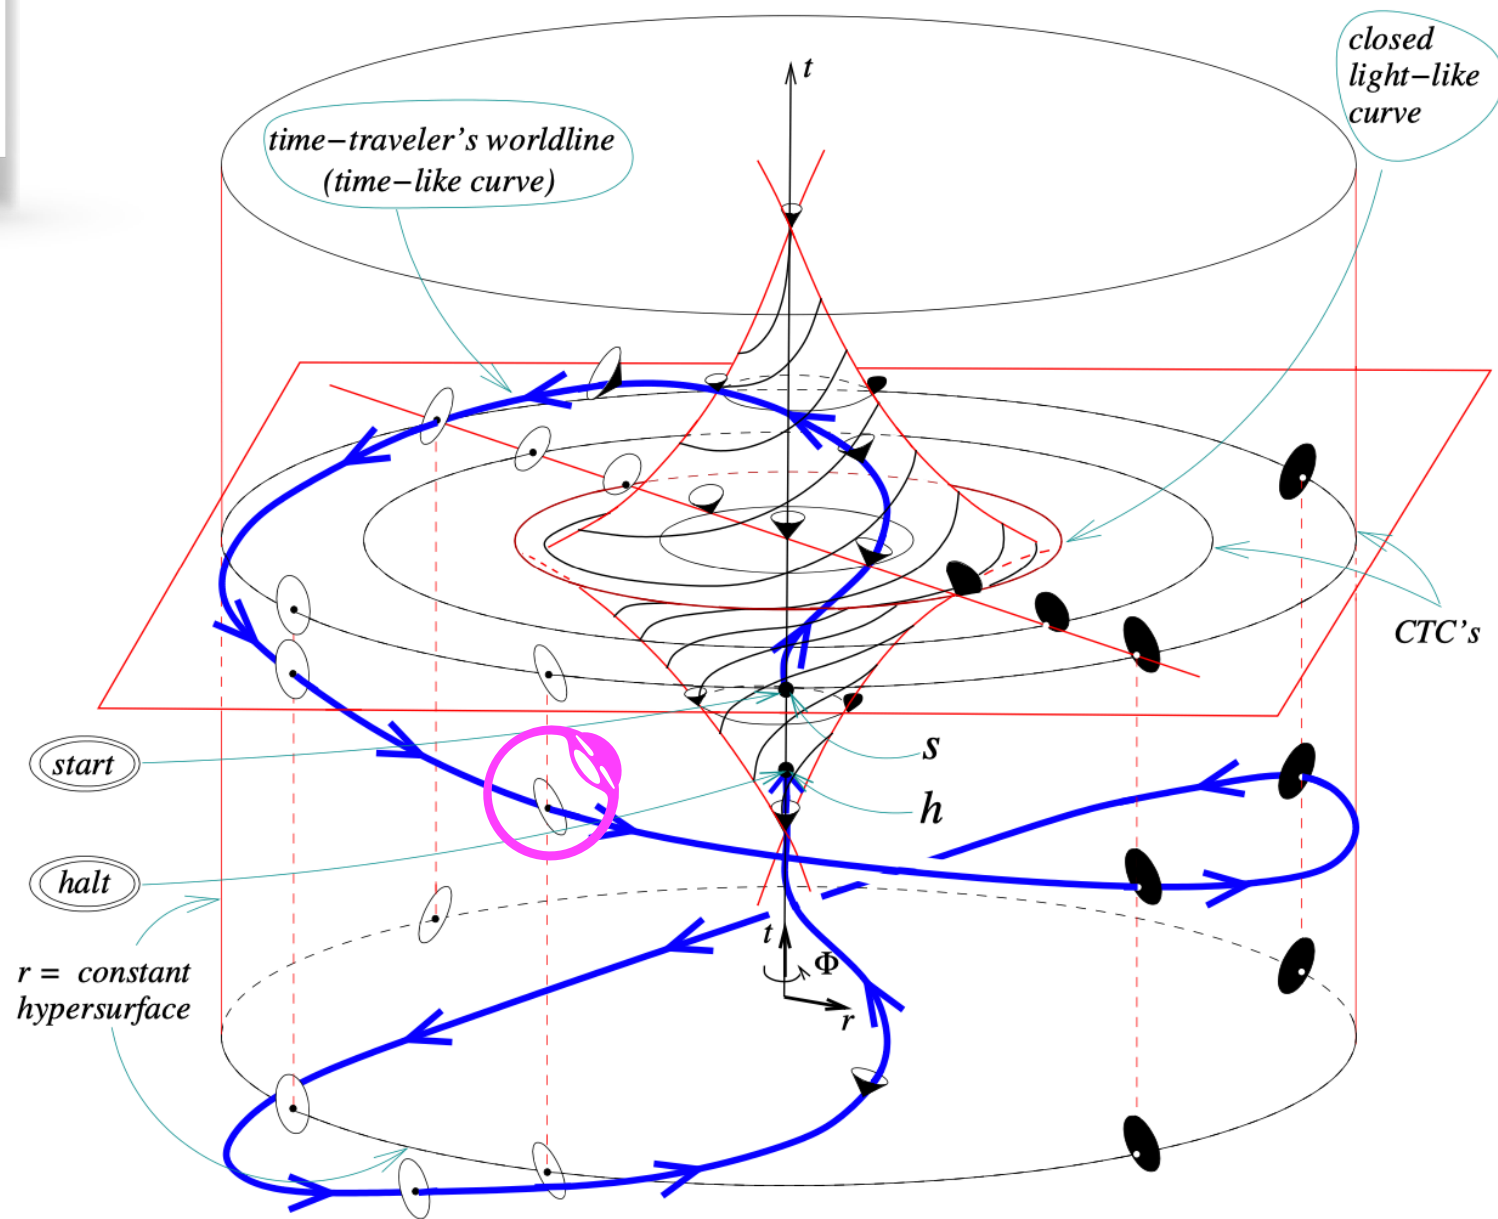 t
closed
light−like
curve
time−traveler's worldline
(time−like curve)
CTC's
start
s
h
halt
t
Φ
r
r = constant
hypersurface